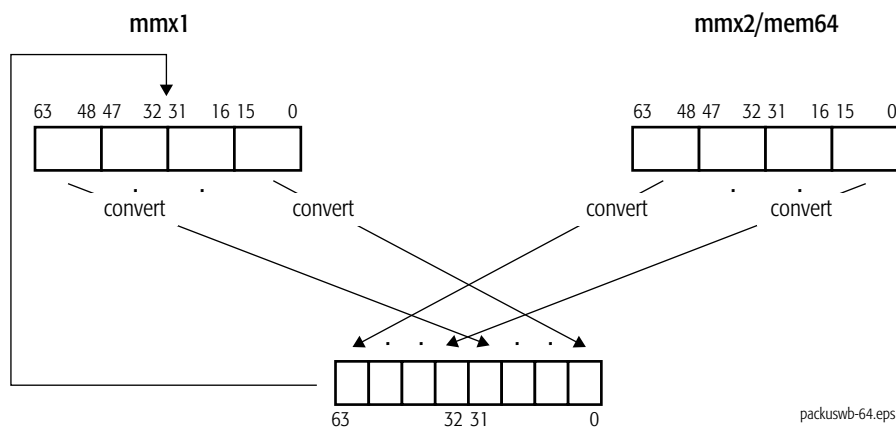 mmx1 mmx2/mem64
63 48 47 32 31 16 15 0 63 48 47 32 31 16 15 0
. . . .
convert convert convert convert
. . . .
63 32 31 0
packuswb-64.eps